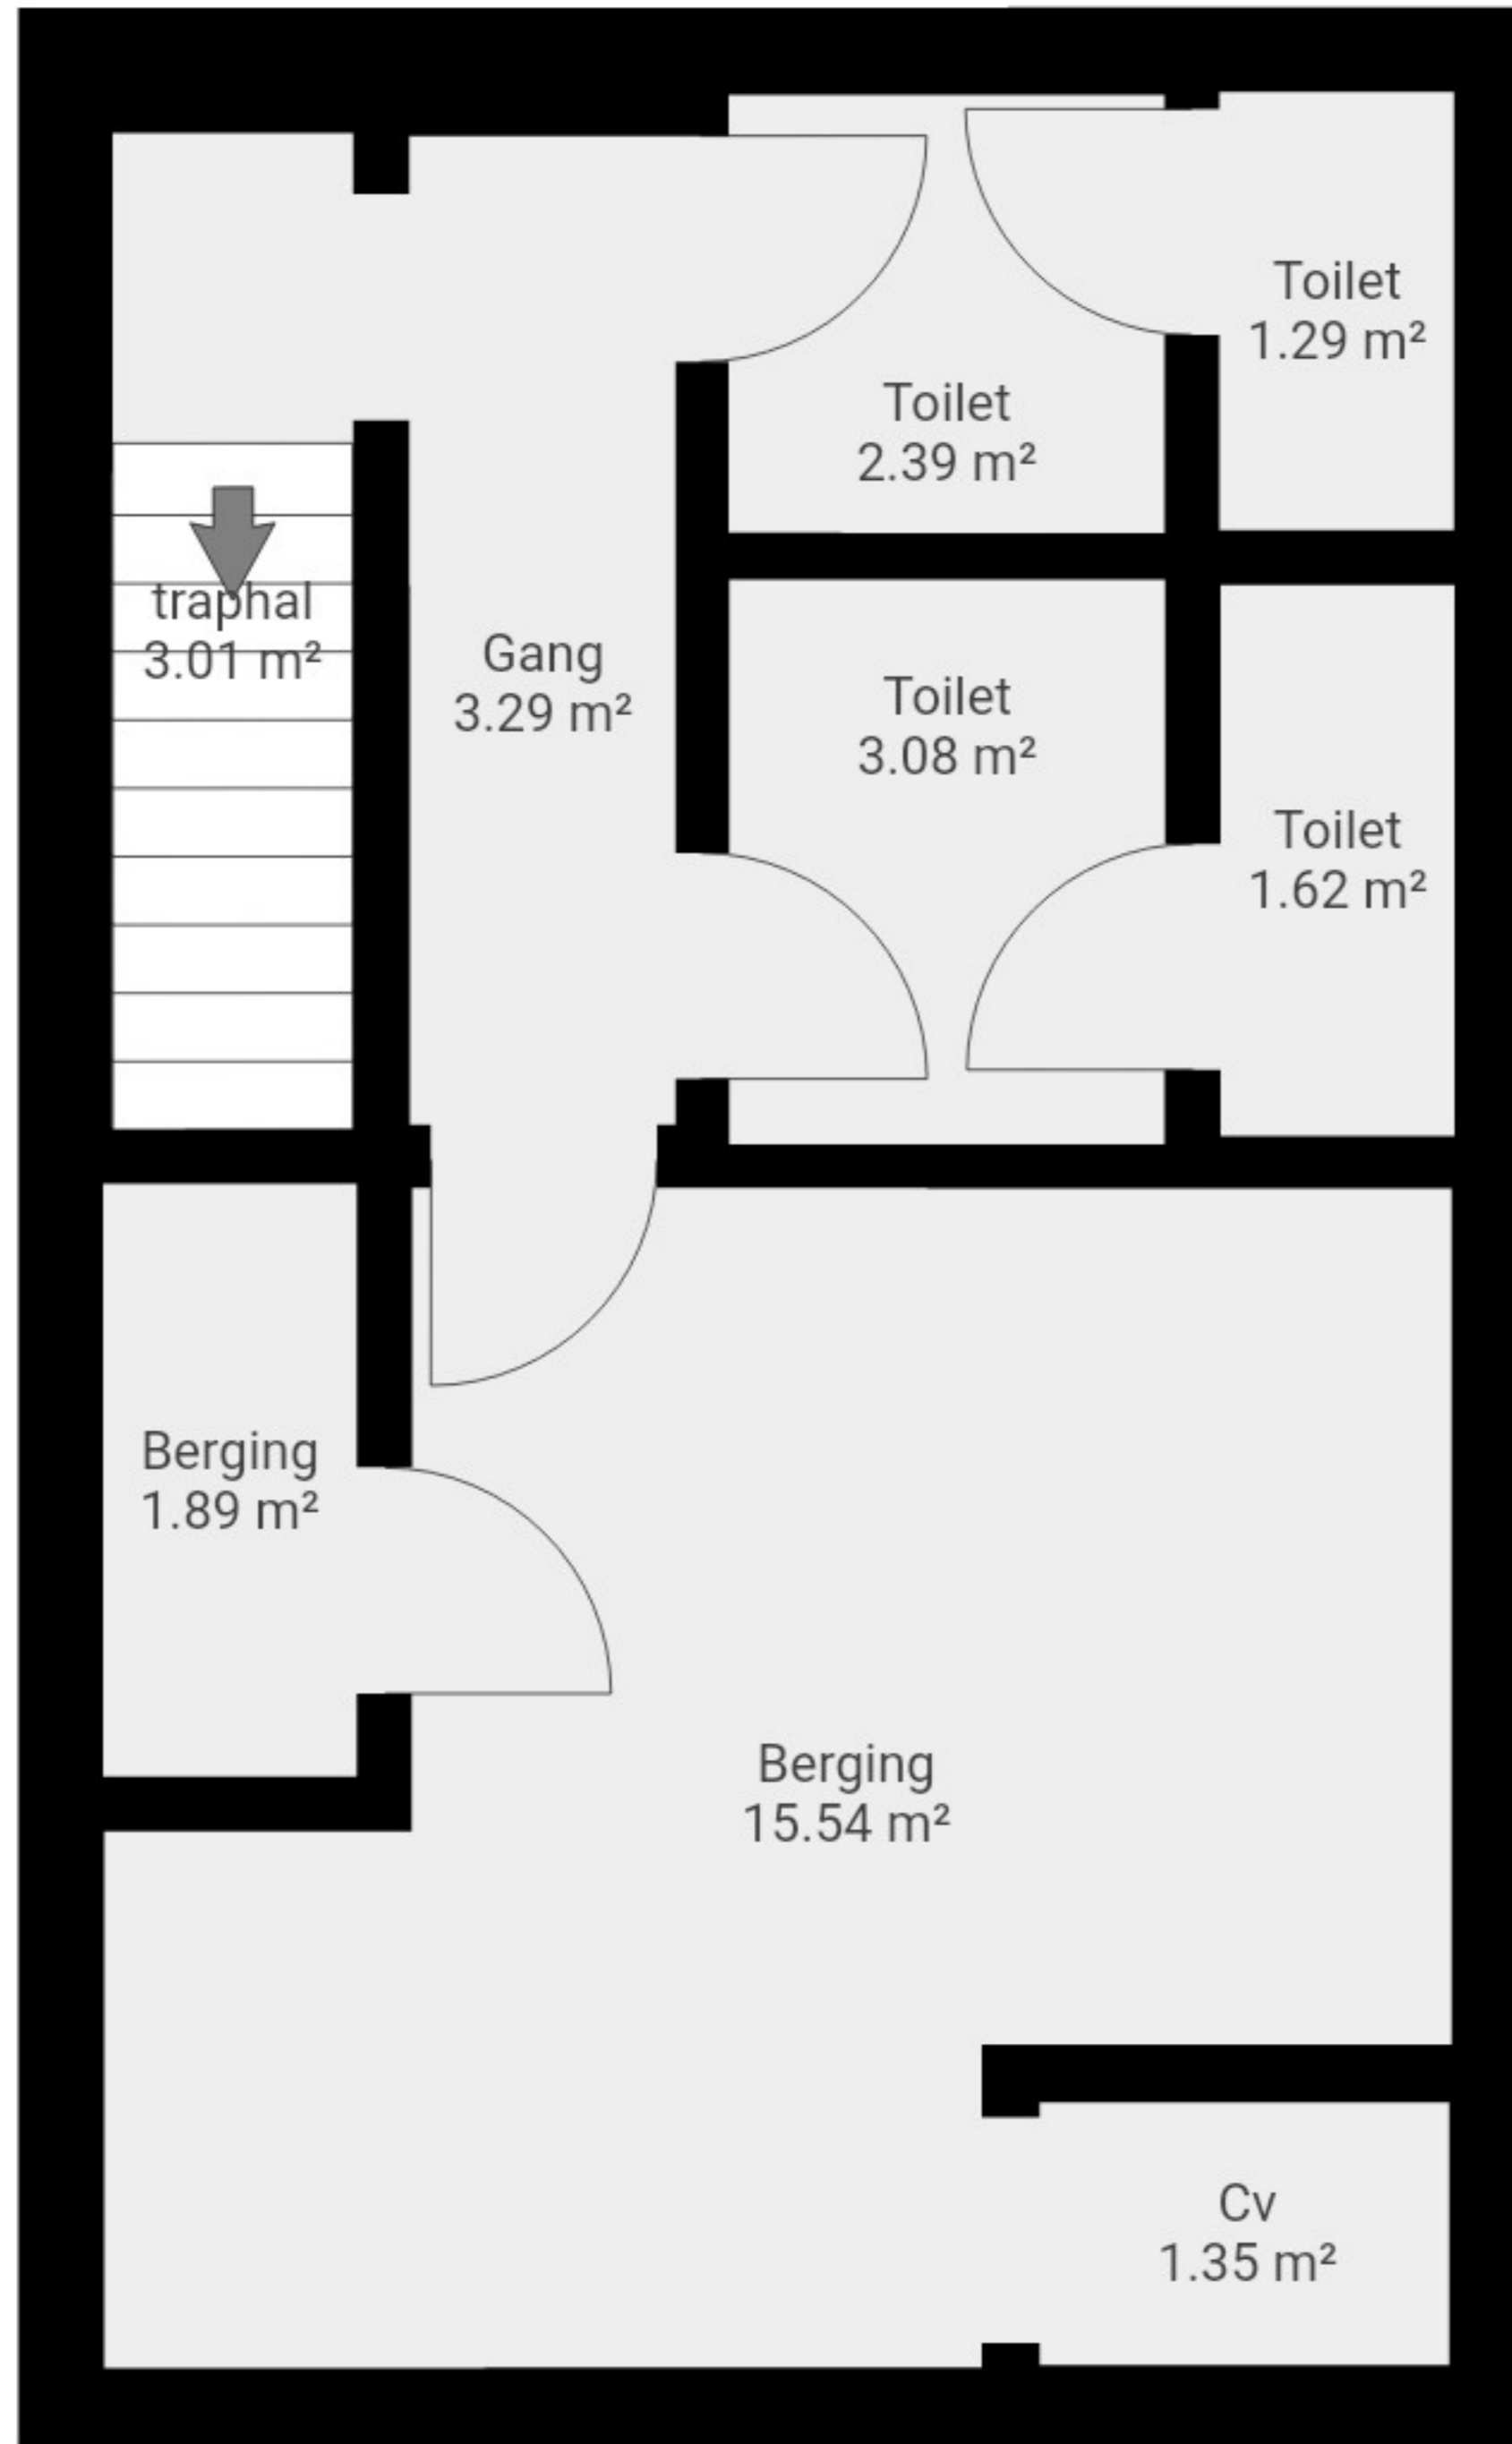 Toilet
1.29 m²
Toilet
2.39 m²
traphal
3.01 m²
Gang
3.29 m²
Toilet
3.08 m²
Toilet
1.62 m²
Berging
1.89 m²
Berging
15.54 m²
Cv
1.35 m²